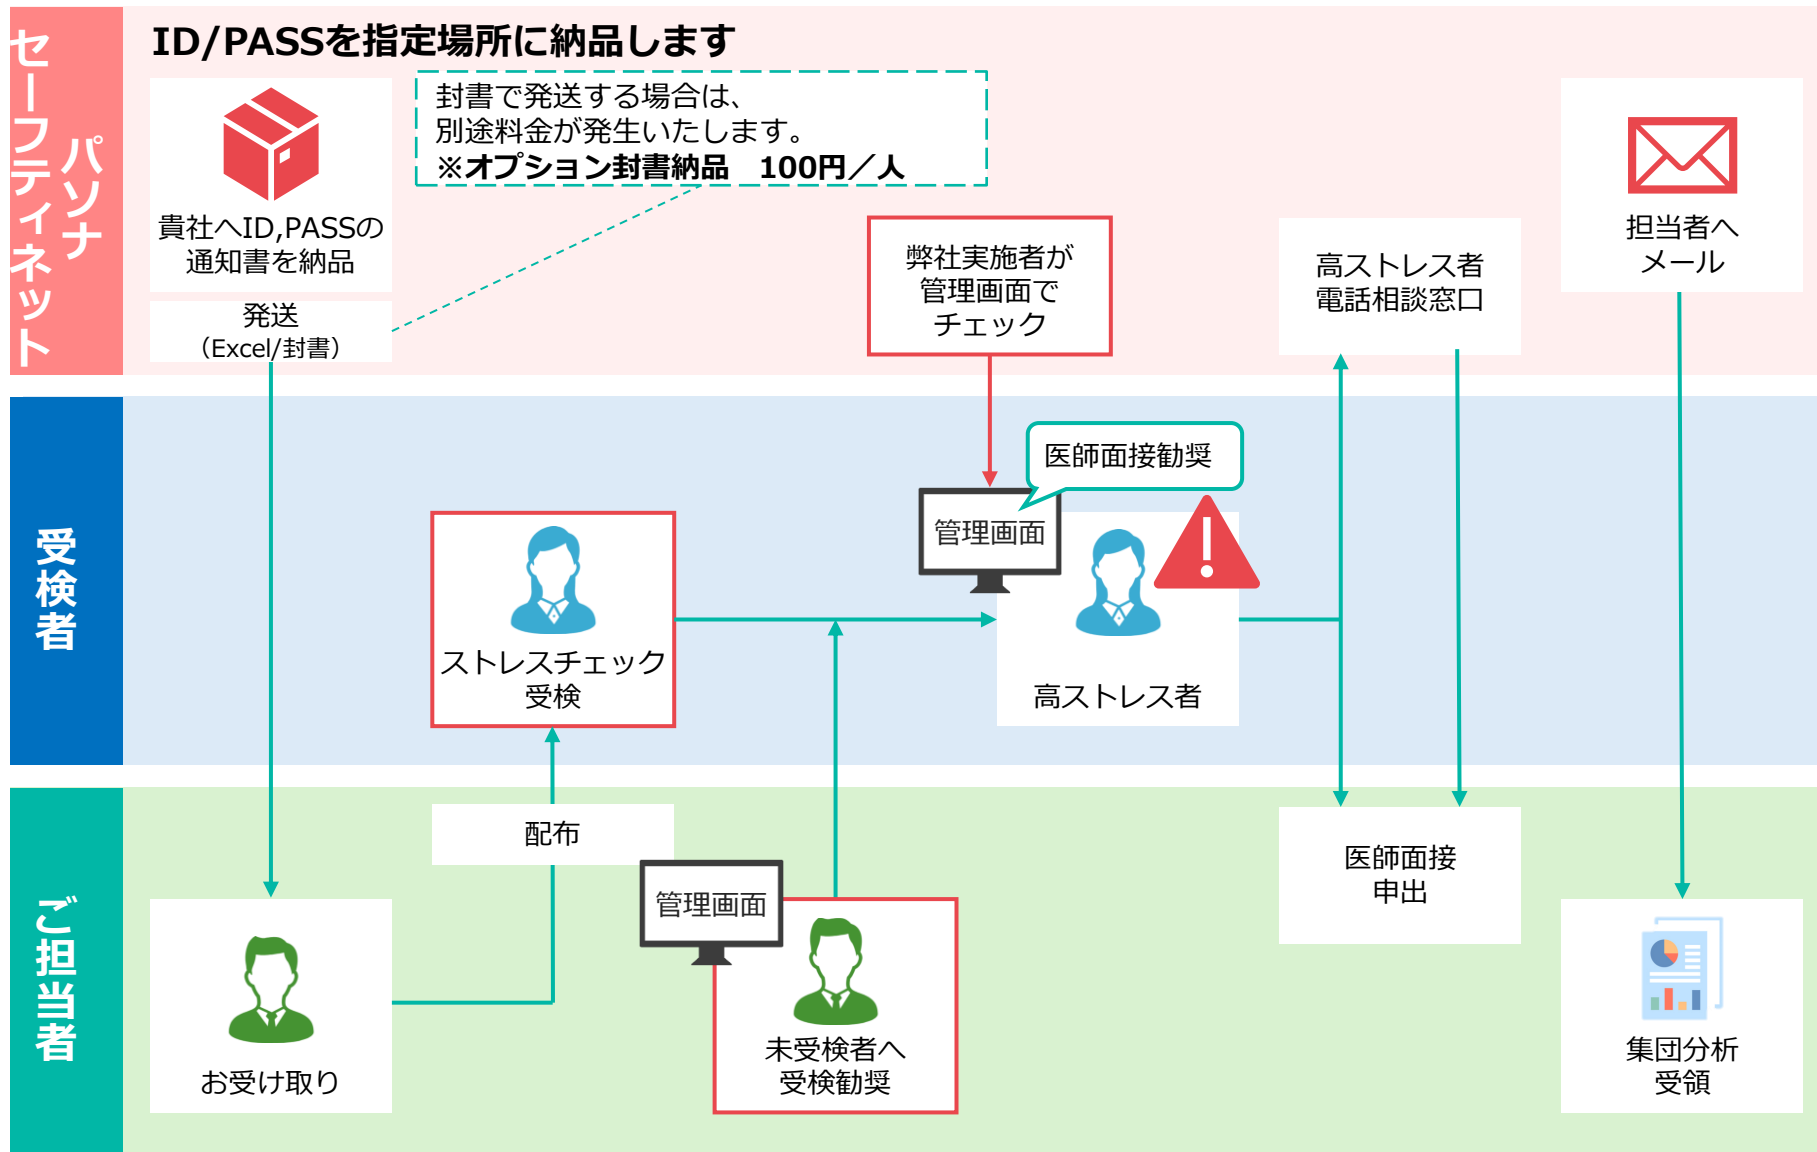 パソナ
セーフティネット
ID/PASSを指定場所に納品します
貴社へID,PASSの
通知書を納品
発送
（Excel/封書）
封書で発送する場合は、
別途料金が発生いたします。
※オプション封書納品　100円／人
弊社実施者が
管理画面で
チェック
高ストレス者
電話相談窓口
担当者へ
メール
受検者
ストレスチェック
受検
管理画面
医師面接勧奨
高ストレス者
ご担当者
お受け取り
配布
管理画面
未受検者へ
受検勧奨
医師面接
申出
集団分析
受領